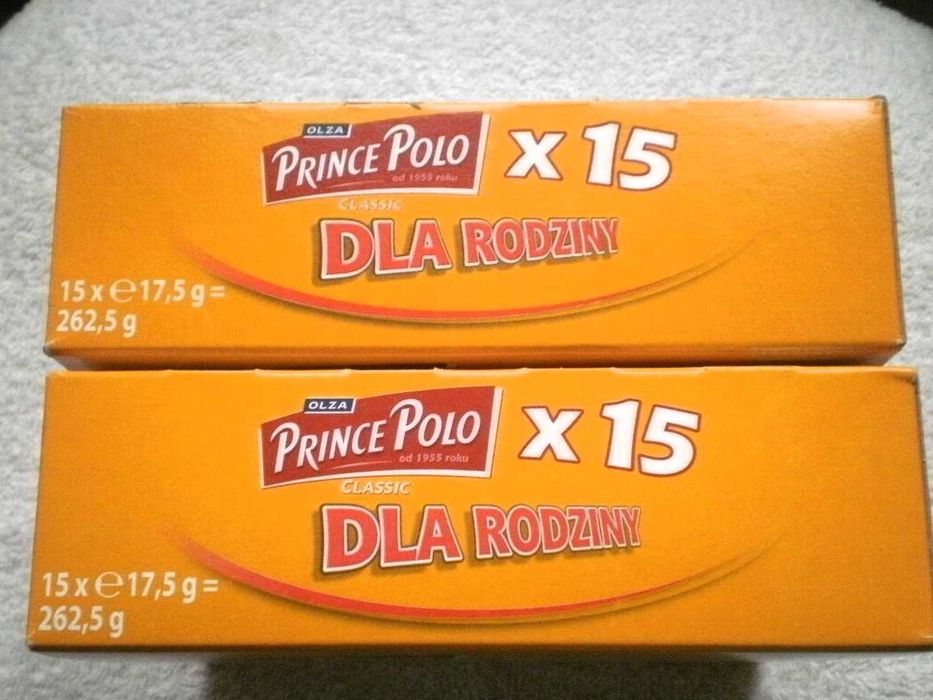 OLZA
PRINCE POLO x 15
od 1955 roku
CLASSIC
DLA RODZINY
15 x ℮ 17,5 g =
262,5 g
OLZA
PRINCE POLO x 15
od 1955 roku
CLASSIC
DLA RODZINY
15 x ℮ 17,5 g =
262,5 g